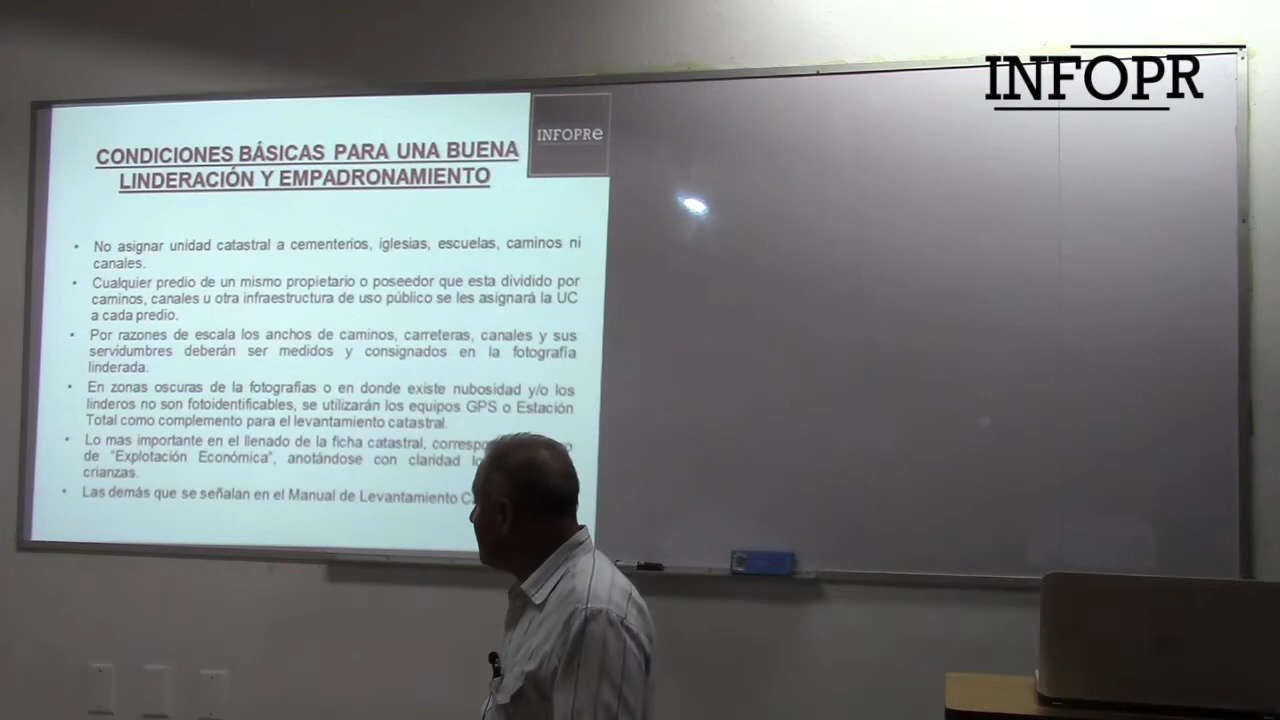 INFOPR
INFOPRe
CONDICIONES BÁSICAS PARA UNA BUENA
LINDERACIÓN Y EMPADRONAMIENTO
• No asignar unidad catastral a cementerios, iglesias, escuelas, caminos ni
canales.
• Cualquier predio de un mismo propietario o poseedor que esta dividido por
caminos, canales u otra infraestructura de uso público se les asignará la UC
a cada predio.
• Por razones de escala los anchos de caminos, carreteras, canales y sus
servidumbres deberán ser medidos y consignados en la fotografía
linderada.
• En zonas oscuras de la fotografías o en donde existe nubosidad y/o los
linderos no son fotoidentificables, se utilizarán los equipos GPS o Estación
Total como complemento para el levantamiento catastral.
• Lo mas importante en el llenado de la ficha catastral,
de "Explotación Económica", anotándose con claridad
crianzas.
• Las demás que se señalan en el Manual de Levantamiento